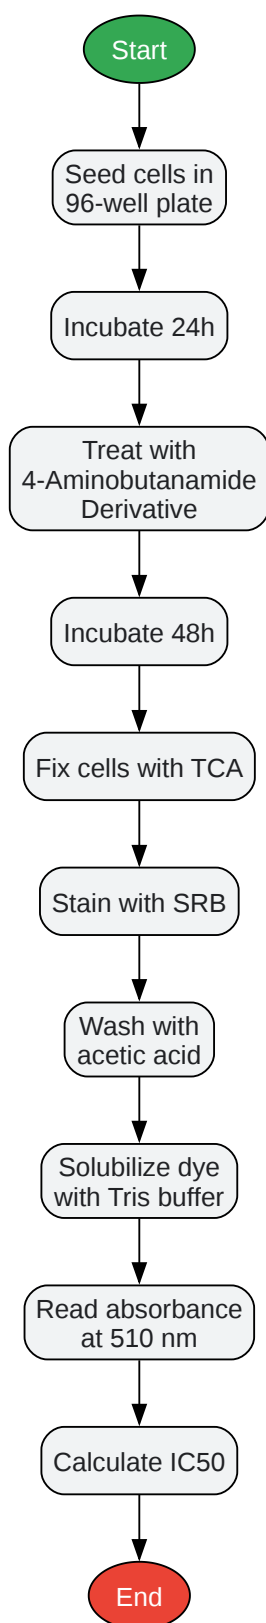 Start
Seed cells in
96-well plate
Incubate 24h
Treat with
4-Aminobutanamide
Derivative
Incubate 48h
Fix cells with TCA
Stain with SRB
Wash with
acetic acid
Solubilize dye
with Tris buffer
Read absorbance
at 510 nm
Calculate IC50
End